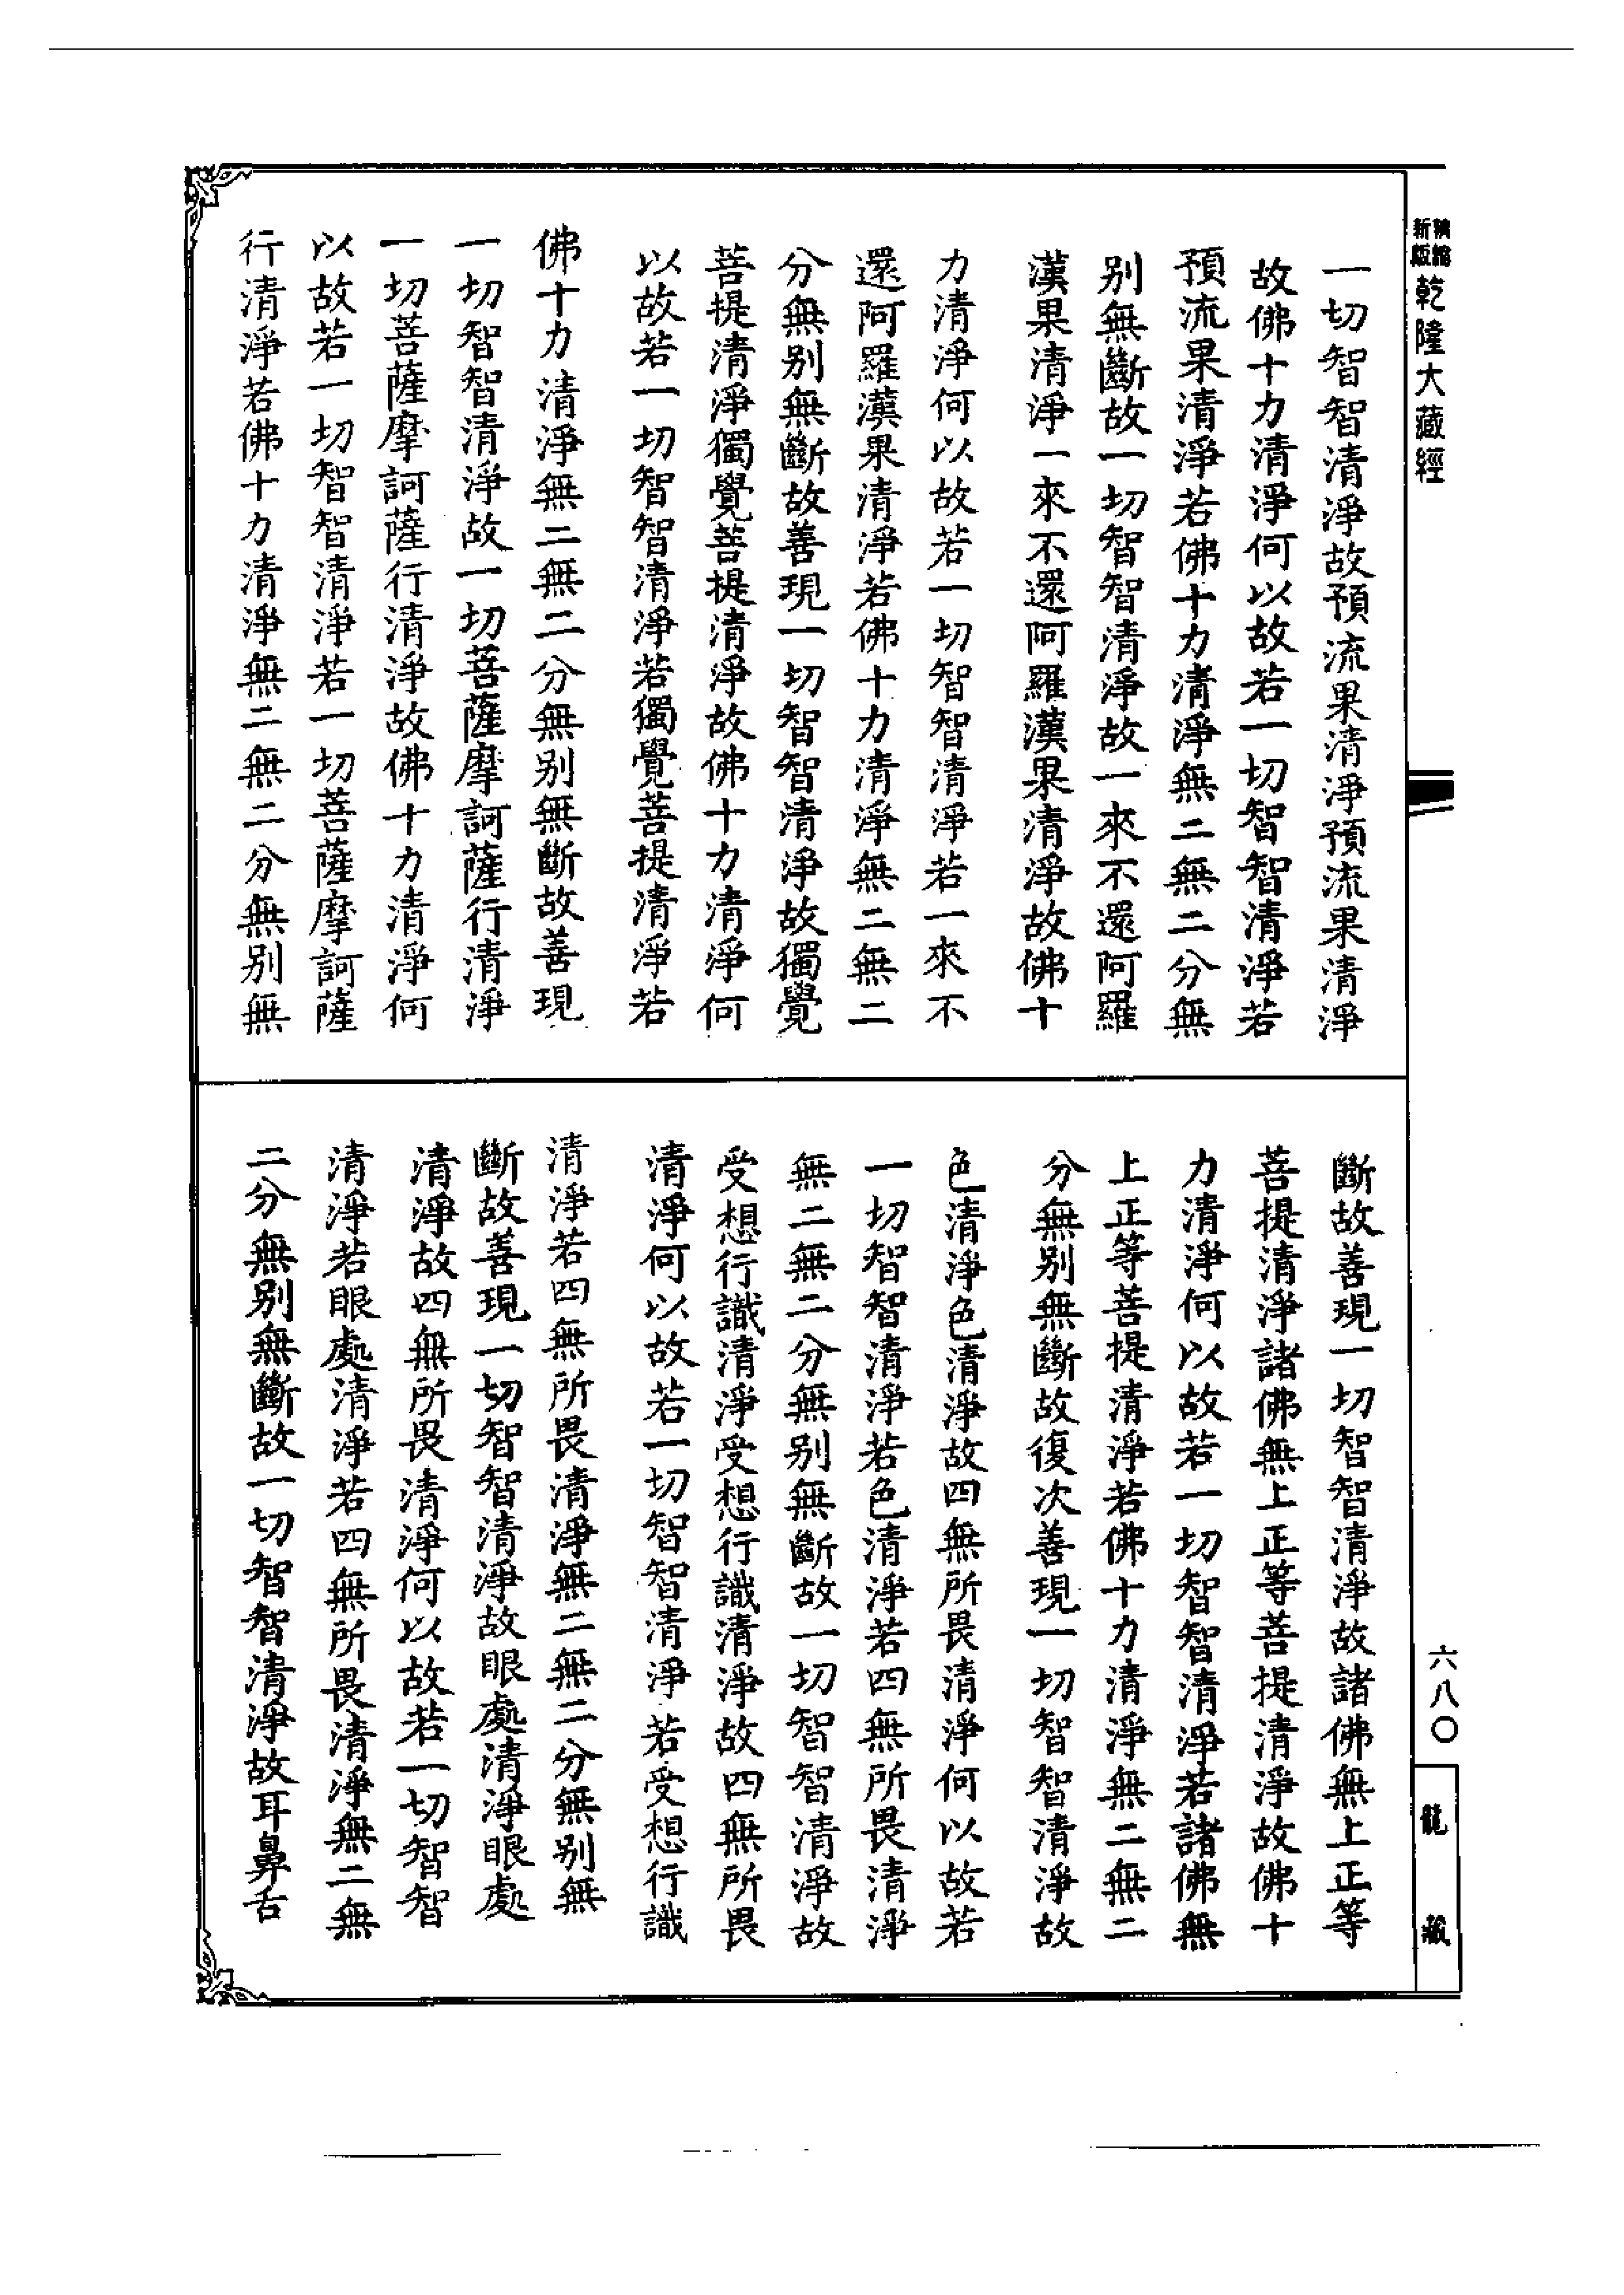 一切智智清淨故預流果清淨預流果清淨
故佛十力清淨何以故若一切智智清淨若
預流果清淨若佛十力清淨無二無二分無
別無斷故一切智智清淨故一來不還阿羅
漢果清淨一來不還阿羅漢果清淨故佛十
力清淨何以故若一切智智清淨若一來不
還阿羅漢果清淨若佛十力清淨無二無二
分無別無斷故善現一切智智清淨故獨覺
菩提清淨獨覺菩提清淨故佛十力清淨何
以故若一切智智清淨若獨覺菩提清淨若
佛十力清淨無二無二分無別無斷故善現
一切智智清淨故一切菩薩摩訶薩行清淨
一切菩薩摩訶薩行清淨故佛十力清淨何
以故若一切智智清淨若一切菩薩摩訶薩
行清淨若佛十力清淨無二無二分無別無
斷故善現一切智智清淨故諸佛無上正等
菩提清淨諸佛無上正等菩提清淨故佛十
力清淨何以故若一切智智清淨若諸佛無
上正等菩提清淨若佛十力清淨無二無二
分無別無斷故復次善現一切智智清淨故
色清淨色清淨故四無所畏清淨何以故若
一切智智清淨若色清淨若四無所畏清淨
無二無二分無別無斷故一切智智清淨故
受想行識清淨受想行識清淨故四無所畏
清淨何以故若一切智智清淨若受想行識
清淨若四無所畏清淨無二無二分無別無
斷故善現一切智智清淨故眼處清淨眼處
清淨故四無所畏清淨何以故若一切智智
清淨若眼處清淨若四無所畏清淨無二無
二分無別無斷故一切智智清淨故耳鼻舌
精縮
新版
乾隆大藏經
六八〇
龍藏